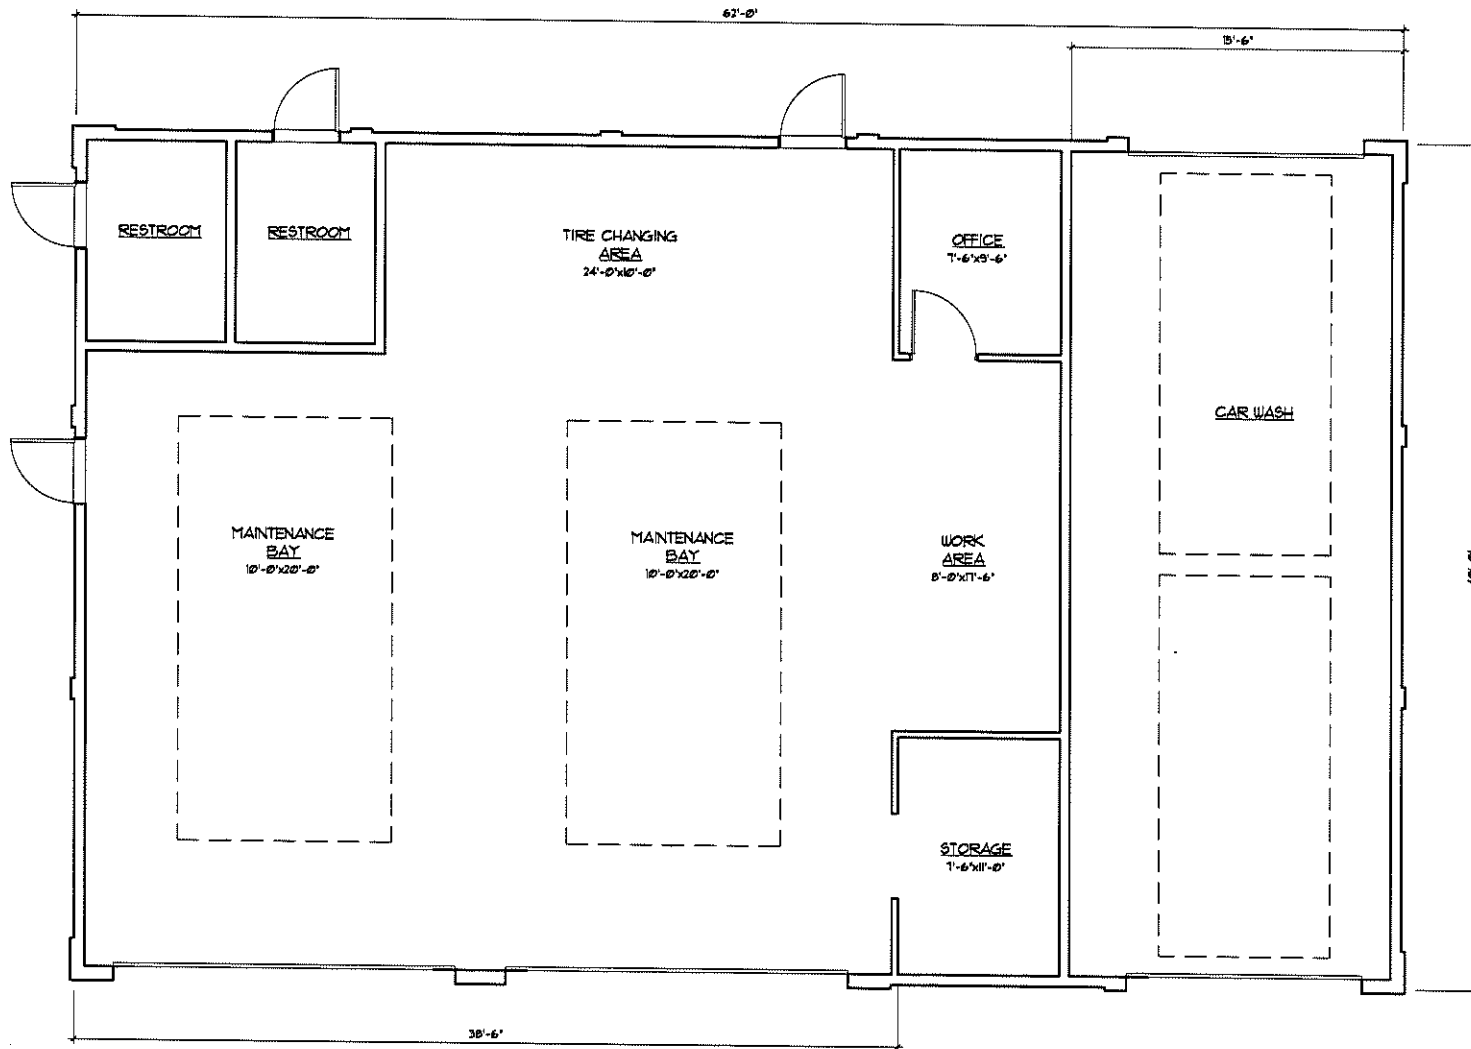 62'-0"
15'-6"
RESTROOM
RESTROOM
TIRE CHANGING
AREA
24'-0"x10'-0"
OFFICE
7'-6"x9'-6"
CAR WASH
MAINTENANCE
BAY
10'-0"x20'-0"
MAINTENANCE
BAY
10'-0"x20'-0"
WORK
AREA
8'-0"x17'-6"
STORAGE
7'-6"x11'-0"
38'-6"